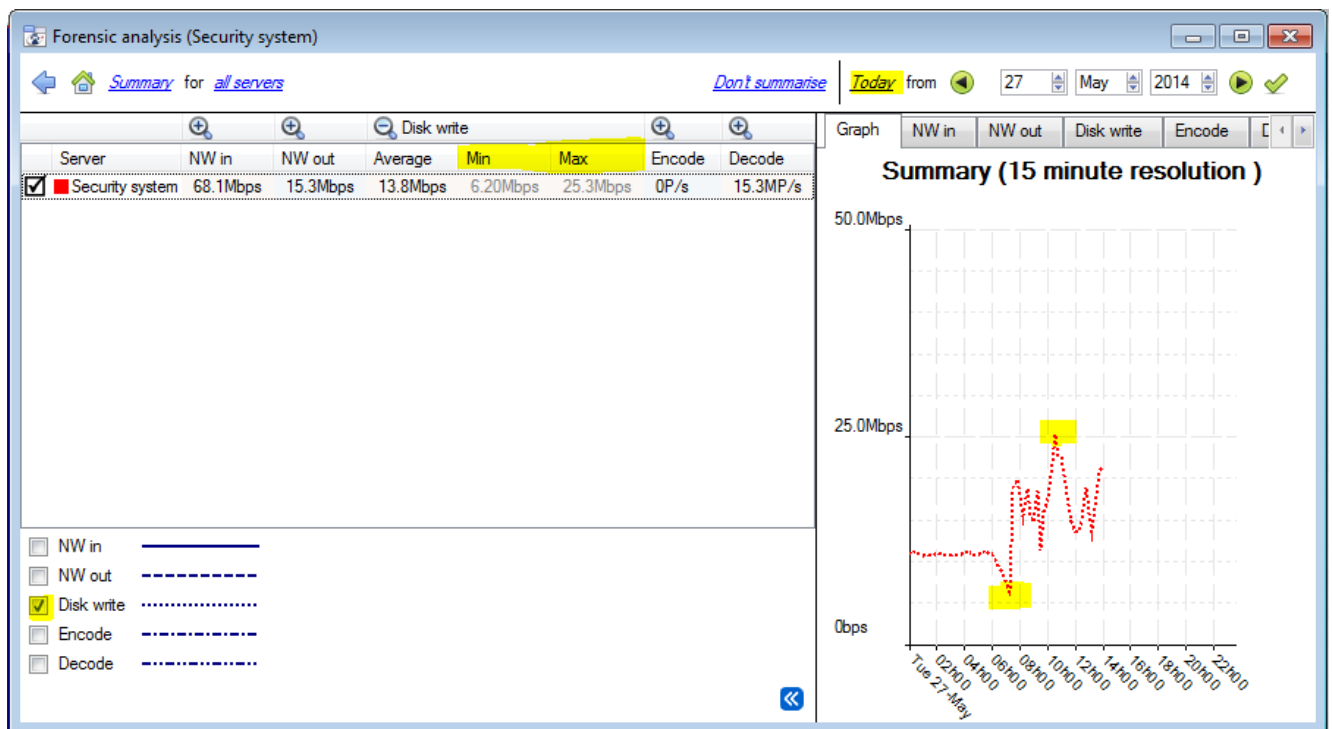 Forensic analysis (Security system)
Summary for all servers Don't summarise Today from 27 May 2014
Disk write
Server NW in NW out Average Min Max Encode Decode
Security system 68.1Mbps 15.3Mbps 13.8Mbps 6.20Mbps 25.3Mbps 0P/s 15.3MP/s
NW in
NW out
Disk write
Encode
Decode
Graph NW in NW out Disk write Encode
Summary (15 minute resolution )
50.0Mbps
25.0Mbps
0bps
Tue 27-May 02h00 04h00 06h00 08h00 10h00 12h00 14h00 16h00 18h00 20h00 22h00